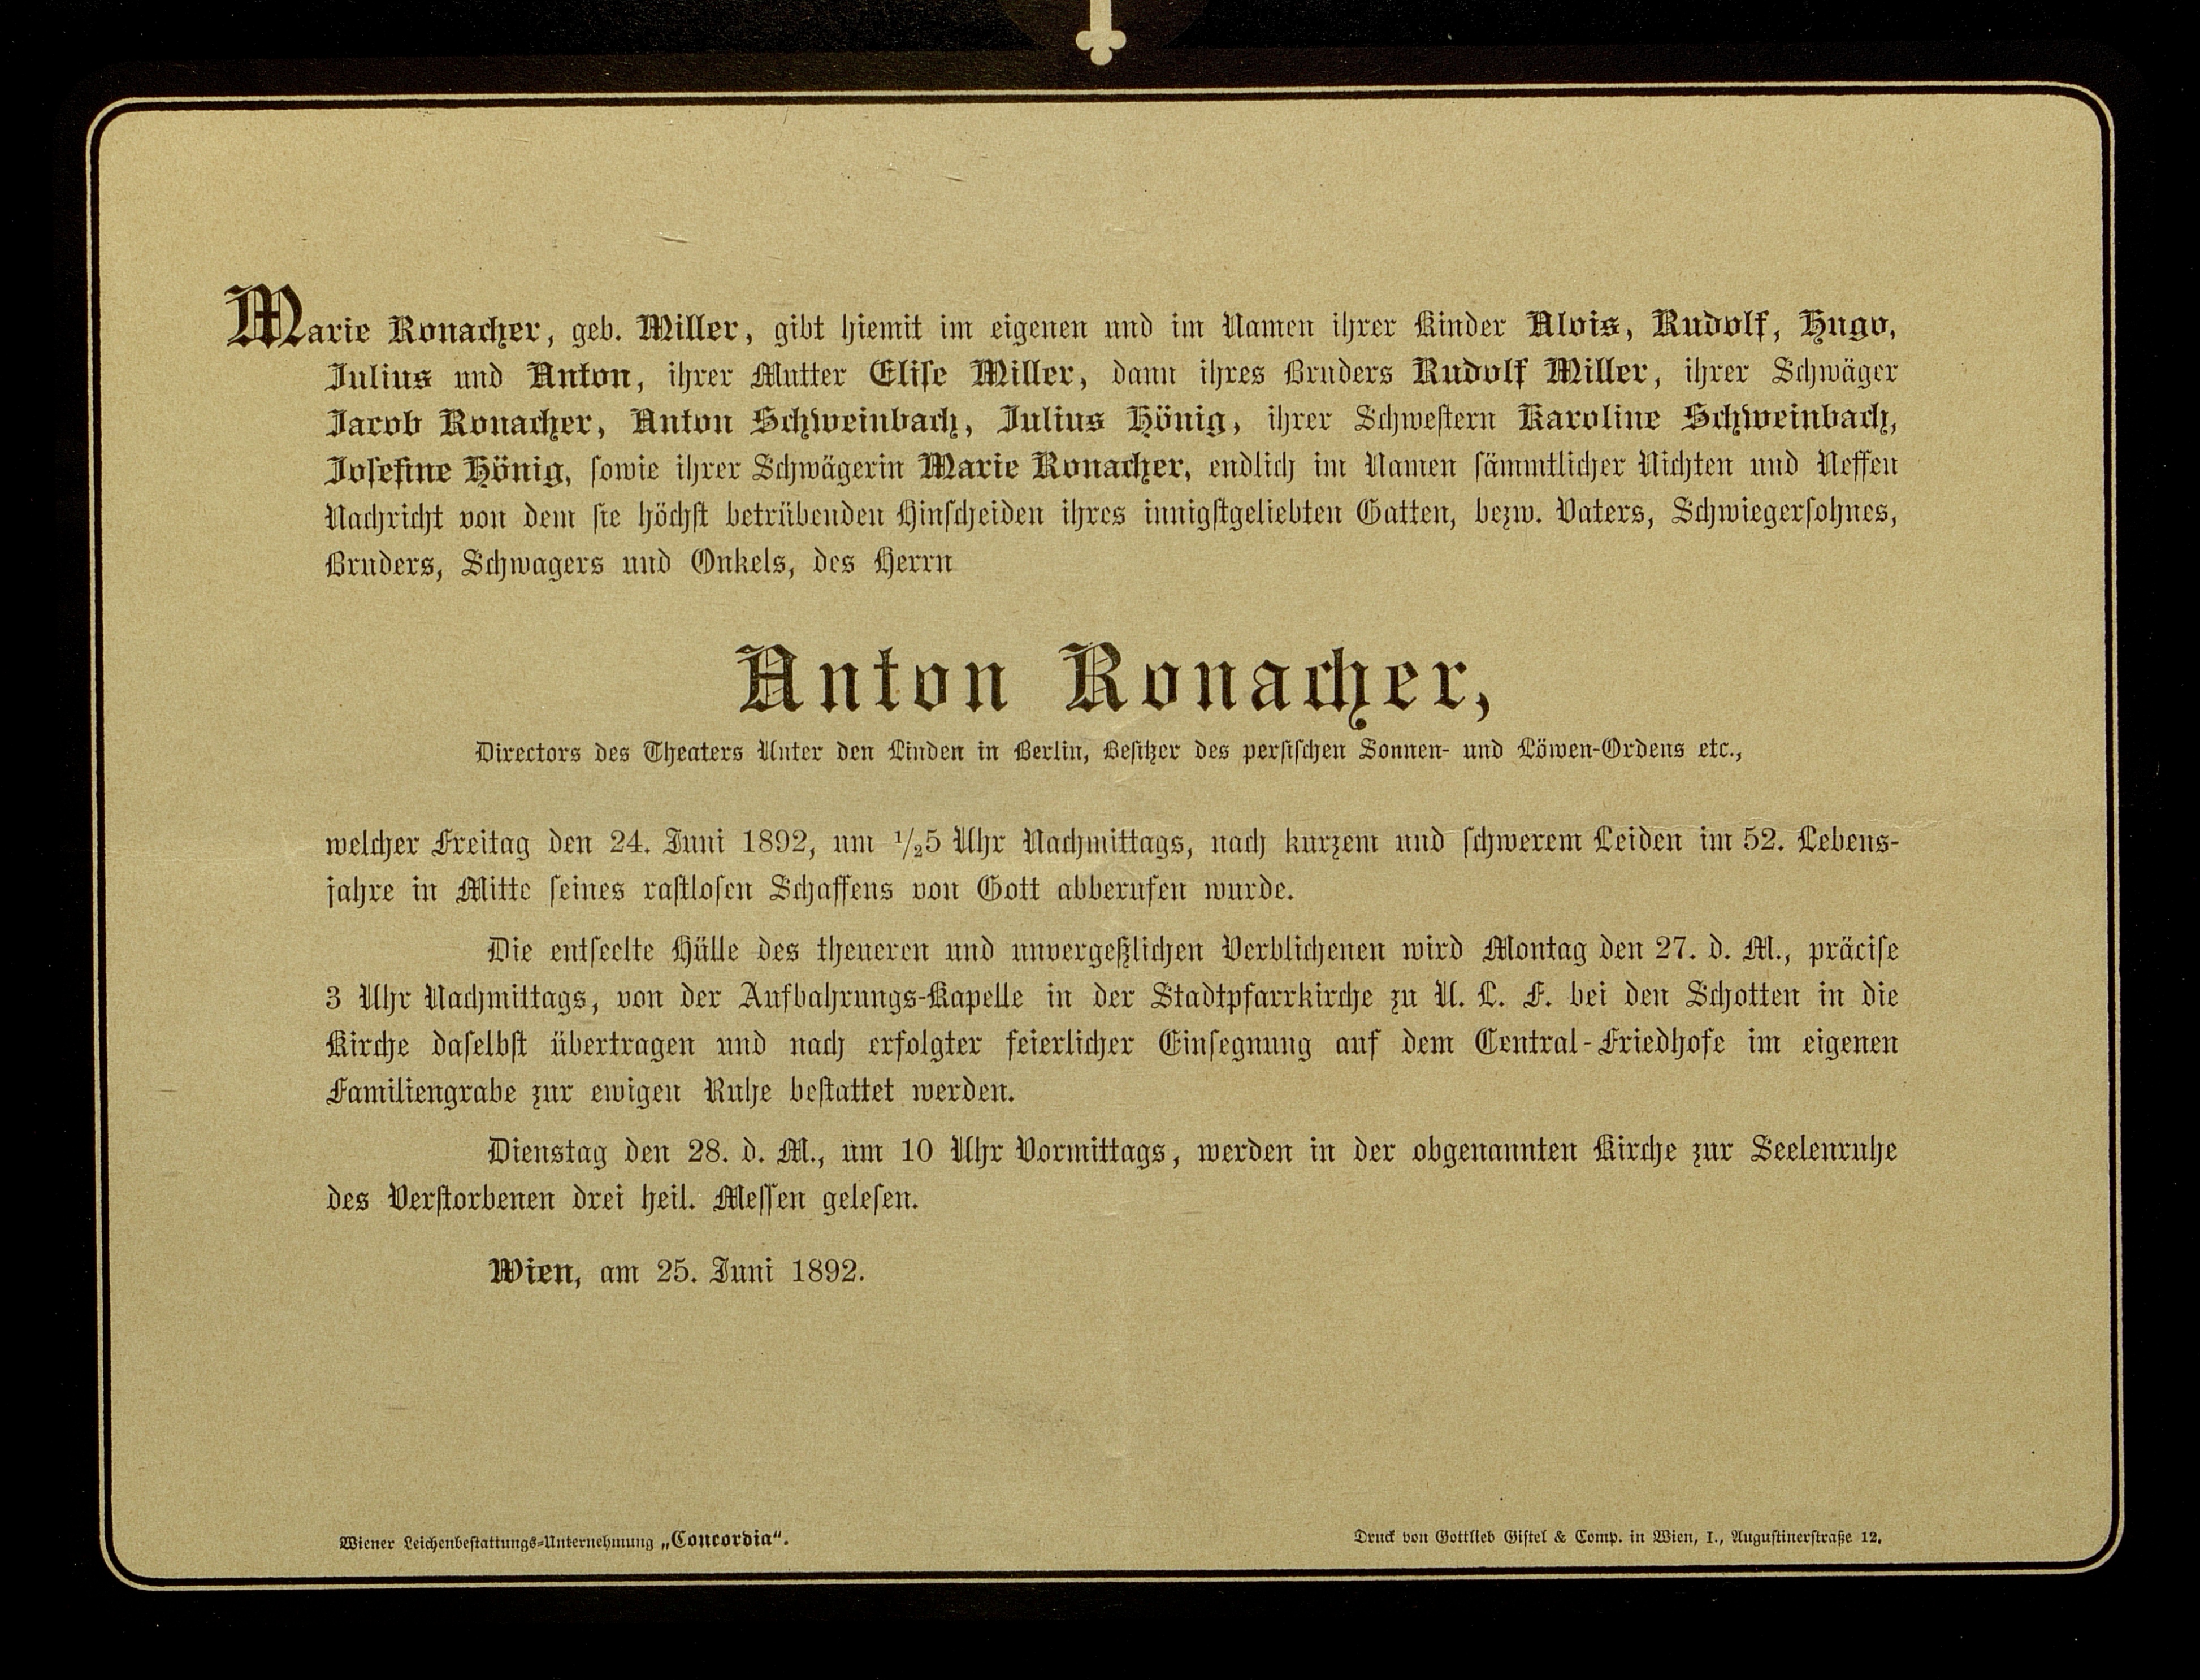 Marie Ronacher, geb. Miller, gibt hiemit im eigenen und im Namen ihrer Kinder Alois, Rudolf, Hugo,
Julius und Anton, ihrer Mutter Elise Miller, dann ihres Bruders Rudolf Miller, ihrer Schwäger
Jacob Ronacher, Anton Schweinbach, Julius Hönig, ihrer Schwestern Karoline Schweinbach,
Josefine Hönig, sowie ihrer Schwägerin Marie Ronacher, endlich im Namen sämmtlicher Nichten und Neffen
Nachricht von dem sie höchst betrübenden Hinscheiden ihres innigstgeliebten Gatten, bezw. Vaters, Schwiegersohnes,
Bruders, Schwagers und Onkels, des Herrn
Anton Ronacher,
Directors des Theaters Unter den Linden in Berlin, Besitzer des persischen Sonnen- und Löwen-Ordens etc.,
welcher Freitag den 24. Juni 1892, um 1/25 Uhr Nachmittags, nach kurzem und schwerem Leiden im 52. Lebens-
jahre in Mitte seines rastlosen Schaffens von Gott abberufen wurde.
Die entseelte Hülle des theueren und unvergeßlichen Verblichenen wird Montag den 27. d. M., präcise
3 Uhr Nachmittags, von der Aufbahrungs-Kapelle in der Stadtpfarrkirche zu U. L. F. bei den Schotten in die
Kirche daselbst übertragen und nach erfolgter feierlicher Einsegnung auf dem Central-Friedhofe im eigenen
Familiengrabe zur ewigen Ruhe bestattet werden.
Dienstag den 28. d. M., um 10 Uhr Vormittags, werden in der obgenannten Kirche zur Seelenruhe
des Verstorbenen drei heil. Messen gelesen.
Wien, am 25. Juni 1892.
Wiener Leichenbestattungs-Unternehmung „Concordia“.
Druck von Gottlieb Gistel & Comp. in Wien, I., Augustinerstraße 12.